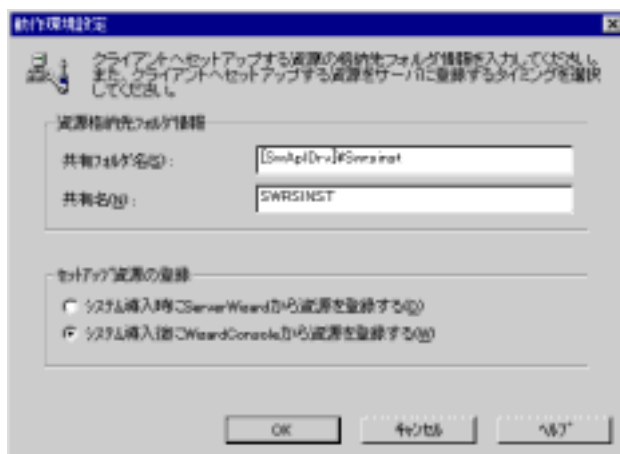 動作環境設定
クライアントへセットアップする資源の格納先フォルダ情報を入力してください。
また、クライアントへセットアップする資源をサーバに登録するタイミングを選択
してください。
資源格納先ﾌｫﾙﾀﾞ情報
共有ﾌｫﾙﾀﾞ名(S):
[SwAplDrv]¥Swrsinst
共有名(N):
SWRSINST
ｾｯﾄｱｯﾌﾟ資源の登録
ｼｽﾃﾑ導入時にServerWizardから資源を登録する(D)
ｼｽﾃﾑ導入後にWizardConsoleから資源を登録する(W)
OK
ｷｬﾝｾﾙ
ﾍﾙﾌﾟ